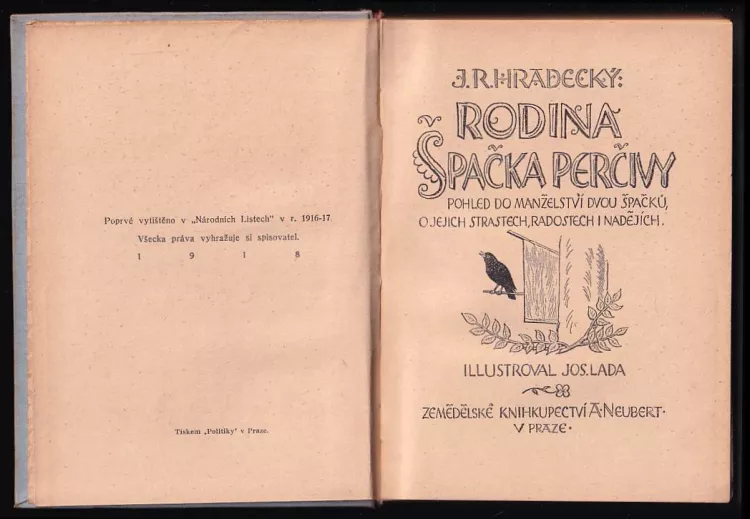 Poprvé vytištěno v „Národních Listech" v r. 1916-17
Všecka práva vyhražuje si spisovatel.
1 9 1 8
Tiskem „Politiky" v Praze.
J.R.HRADECKÝ:
RODINA
ŠPAČKA PERČIVY
POHLED DO MANŽELSTVÍ DVOU ŠPAČKŮ,
O JEJICH STRASTECH, RADOSTECH I NADĚJÍCH.
ILLUSTROVAL JOS. LADA
ZEMĚDĚLSKÉ KNIHKUPECTVÍ A. NEUBERT.
V PRAZE.